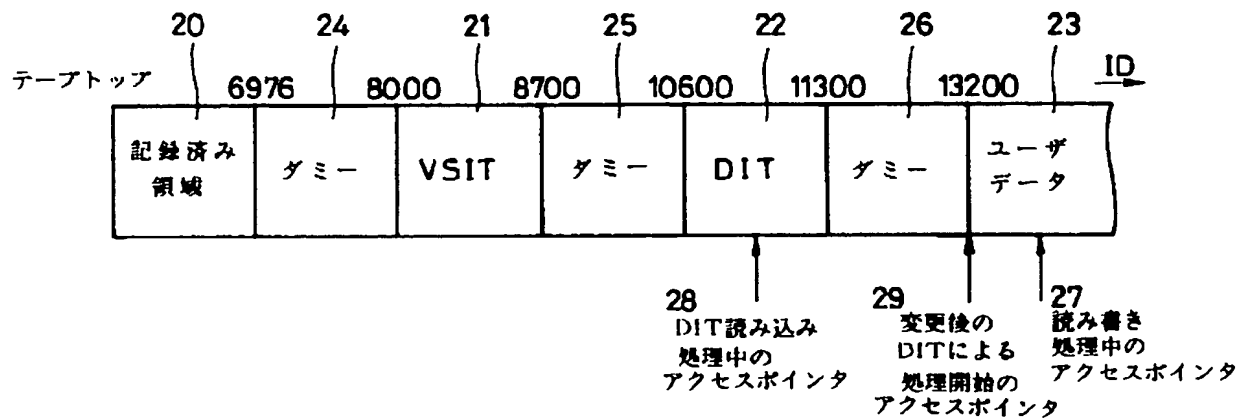 20 24 21 25 22 26 23
テープトップ 6976 8000 8700 10600 11300 13200 ID
記録済み
領域
ダミー
VSIT
ダミー
DIT
ダミー
ユーザ
データ
28
DIT読み込み
処理中の
アクセスポインタ
29
変更後の
DITによる
処理開始の
アクセスポインタ
27
読み書き
処理中の
アクセスポインタ